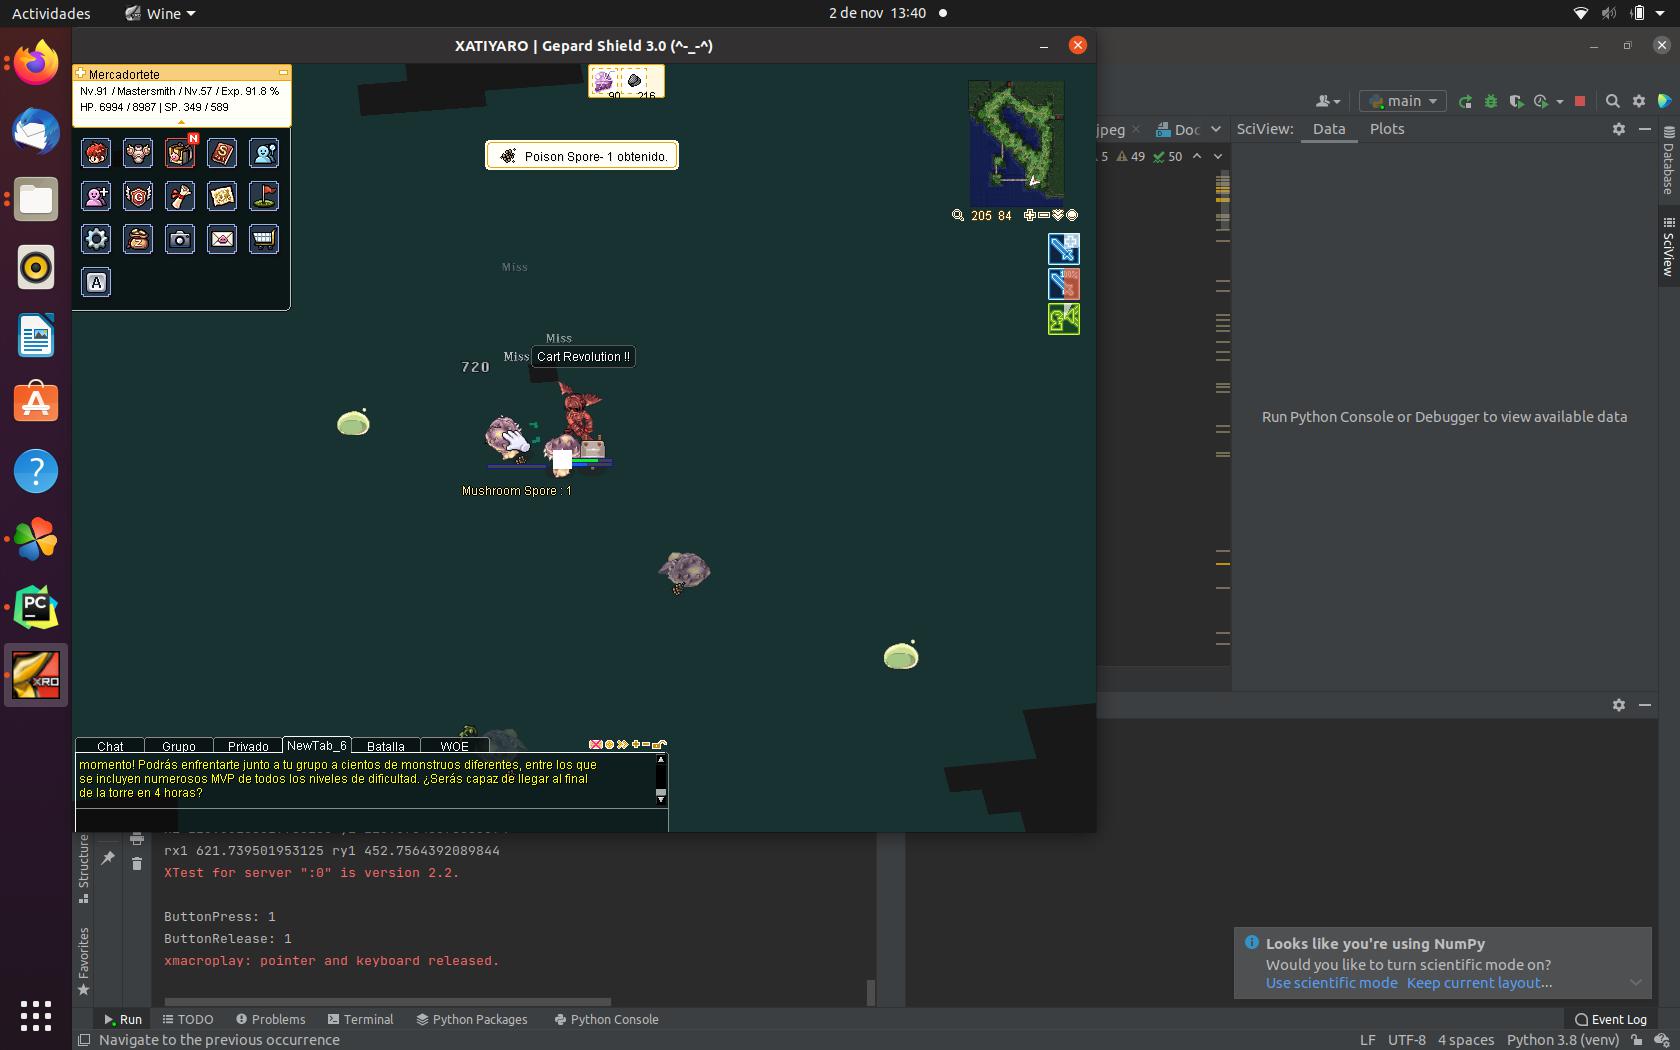 Actividades
Wine
2 de nov 13:40
XATIYARO | Gepard Shield 3.0 (^-_-^)
Mercadortete
Nv.91 / Mastersmith / Nv.57 / Exp. 91.8 %
HP. 6994 / 8987 | SP. 349 / 589
N
90 216
Poison Spore- 1 obtenido.
205 84
100%
Miss
Miss
Miss
Cart Revolution !!
720
Mushroom Spore : 1
A
Chat
Grupo
Privado
NewTab_6
Batalla
WOE
momento! Podrás enfrentarte junto a tu grupo a cientos de monstruos diferentes, entre los que
se incluyen numerosos MVP de todos los niveles de dificultad. ¿Serás capaz de llegar al final
de la torre en 4 horas?
main
jpeg
Doc
SciView:
Data
Plots
5 49 50
Database
SciView
Run Python Console or Debugger to view available data
PC
XRO
Structure
Favorites
rx1 621.739501953125 ry1 452.7564392089844
XTest for server ":0" is version 2.2.
ButtonPress: 1
ButtonRelease: 1
xmacroplay: pointer and keyboard released.
Looks like you're using NumPy
Would you like to turn scientific mode on?
Use scientific mode Keep current layout...
Run
TODO
Problems
Terminal
Python Packages
Python Console
Event Log
Navigate to the previous occurrence
LF UTF-8 4 spaces Python 3.8 (venv)